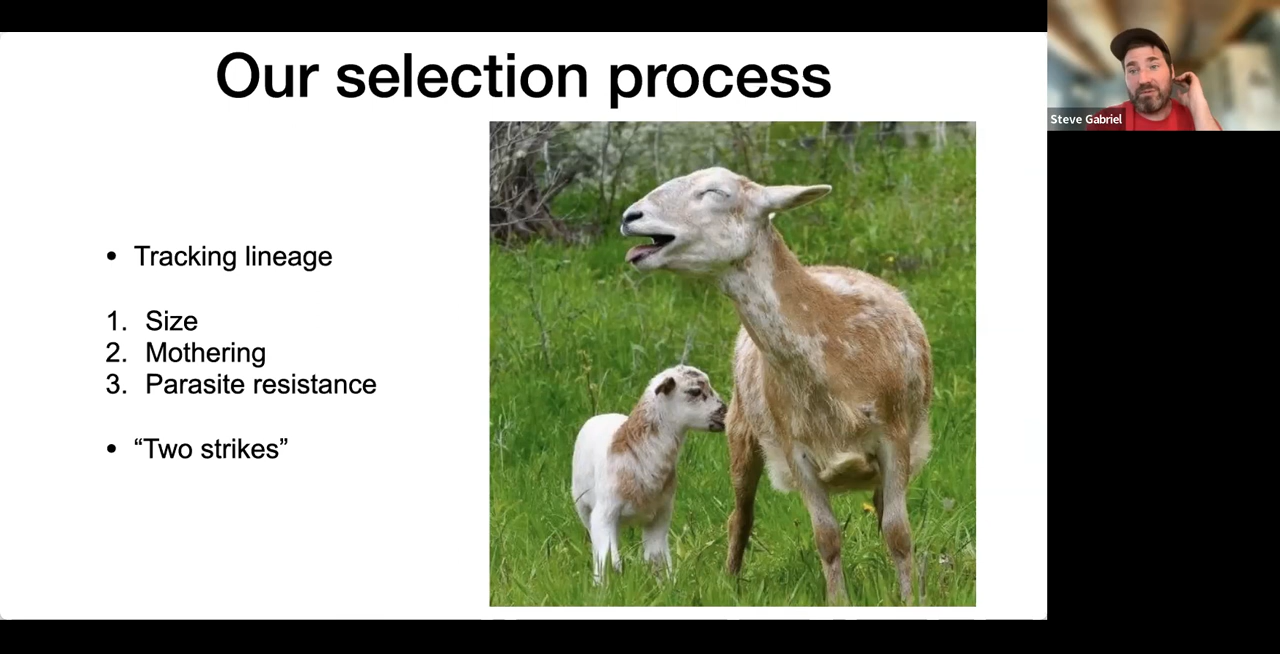 Our selection process
• Tracking lineage
1. Size
2. Mothering
3. Parasite resistance
• “Two strikes”
Steve Gabriel